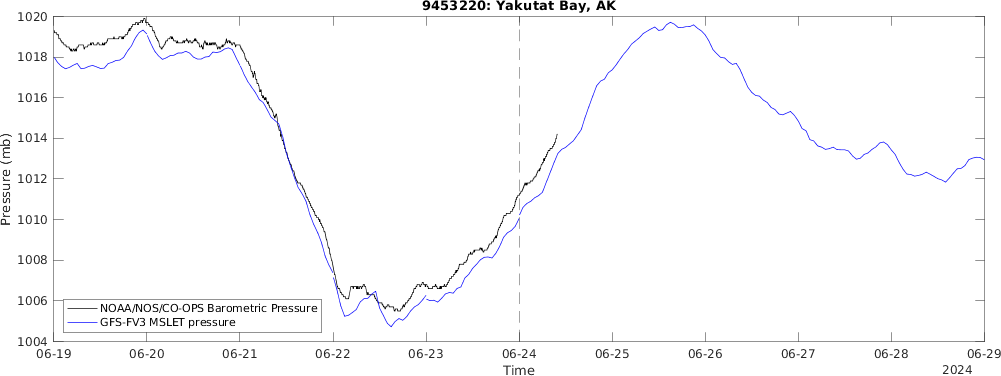 9453220: Yakutat Bay, AK
1020
1018
1016
1014
1012
1010
1008
1006
1004
Pressure (mb)
NOAA/NOS/CO-OPS Barometric Pressure
GFS-FV3 MSLET pressure
06-19 06-20 06-21 06-22 06-23 06-24 06-25 06-26 06-27 06-28 06-29
Time
2024